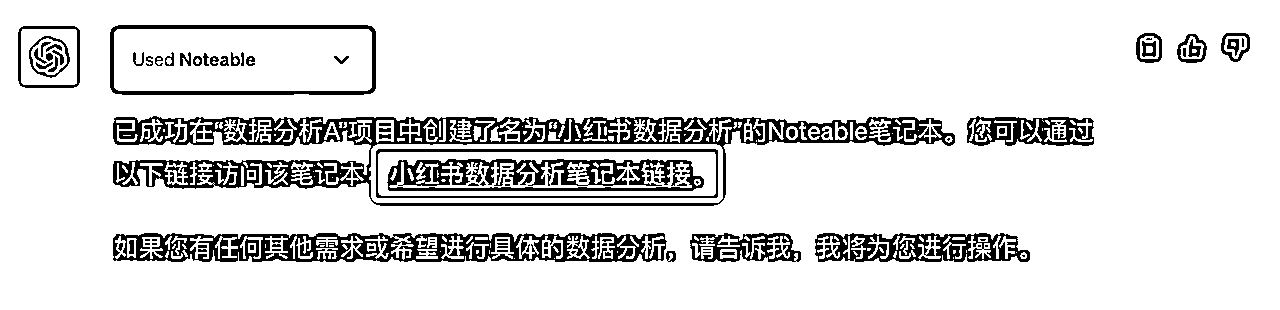 Used Noteable
已成功在“数据分析A”项目中创建了名为“小红书数据分析”的Noteable笔记本。您可以通过
以下链接访问该笔记本：小红书数据分析笔记本链接。
如果您有任何其他需求或希望进行具体的数据分析，请告诉我，我将为您进行操作。